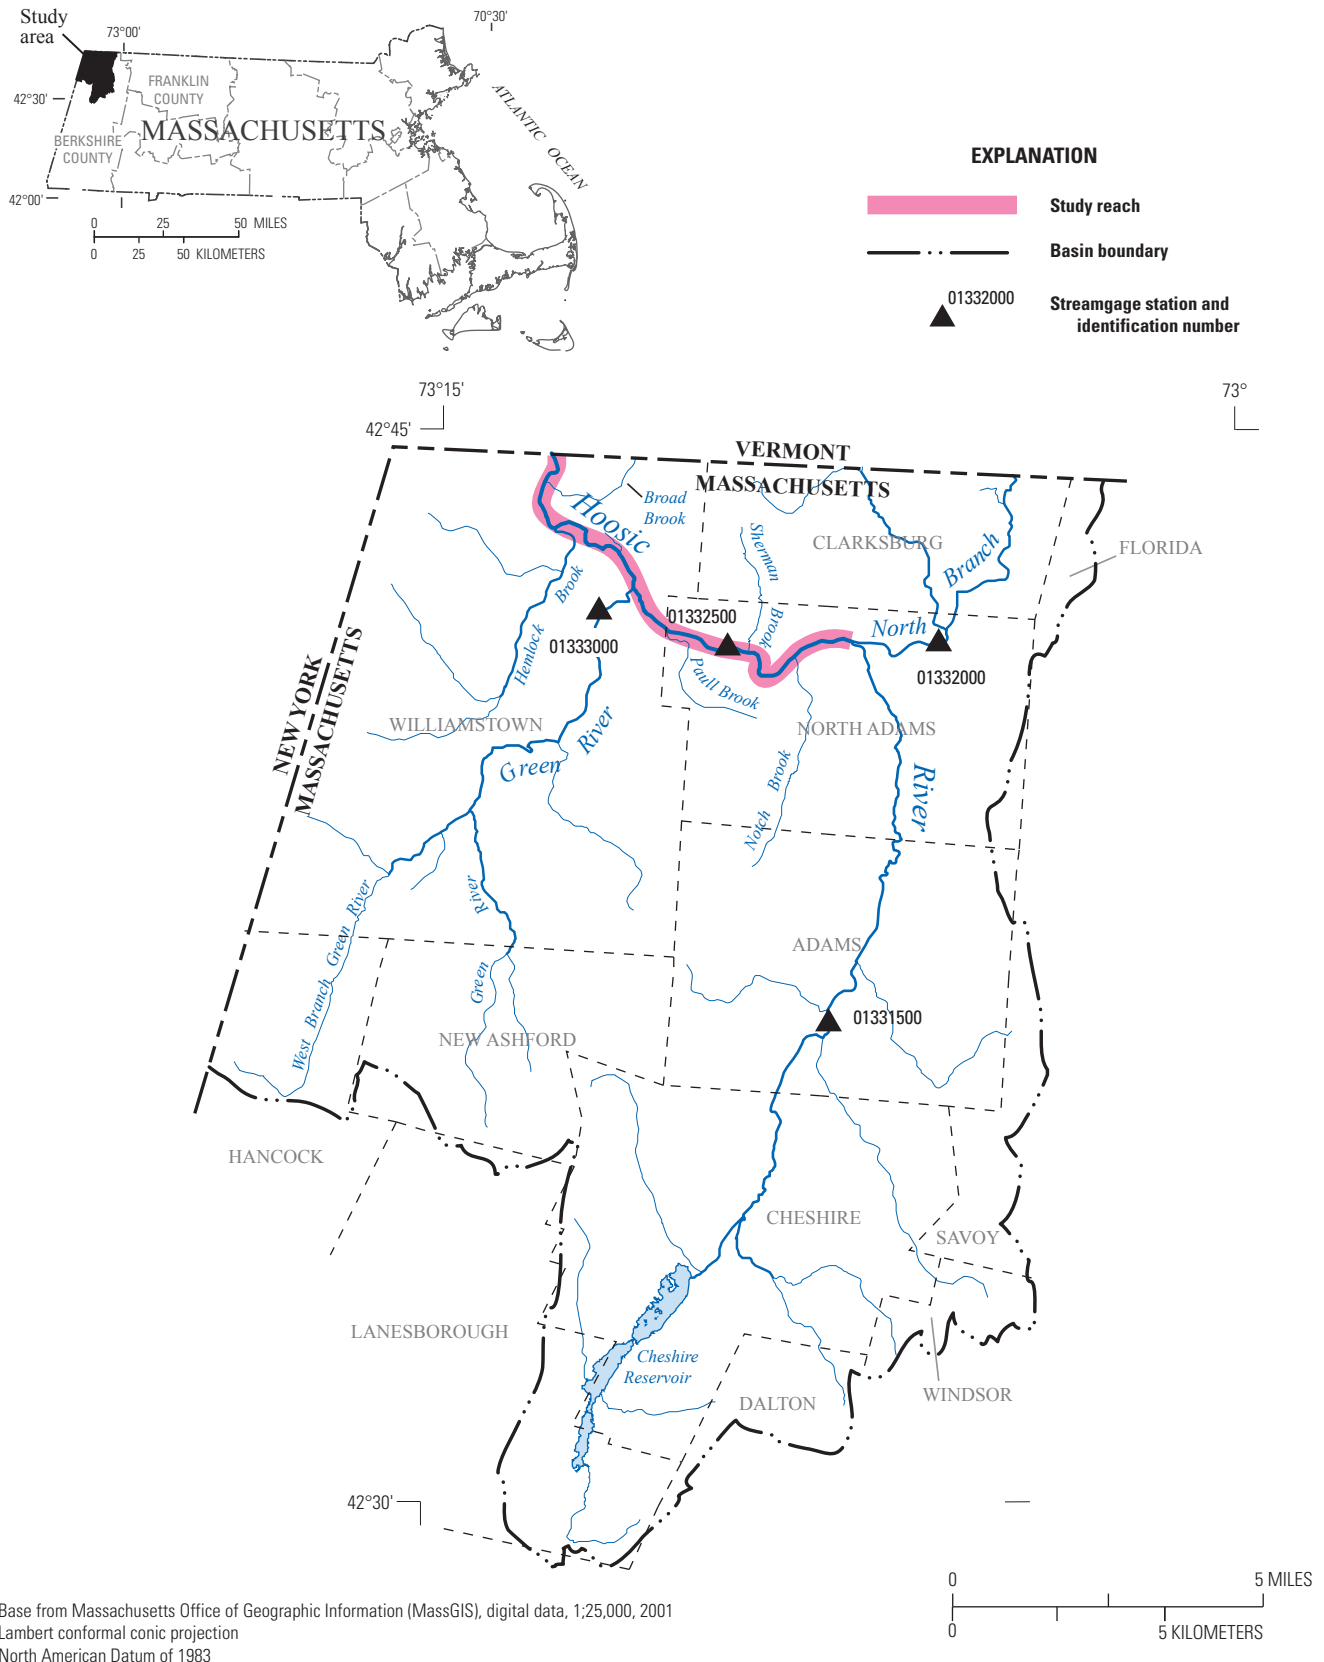 Study
area
73°00'
70°30'
42°30'
42°00'
FRANKLIN
COUNTY
MASSACHUSETTS
BERKSHIRE
COUNTY
ATLANTIC OCEAN
0 25 50 MILES
0 25 50 KILOMETERS
EXPLANATION
Study reach
Basin boundary
01332000
Streamgage station and
identification number
73°15'
73°
42°45'
VERMONT
MASSACHUSETTS
Broad
Brook
Hoosic
Sherman
Brook
CLARKSBURG
Branch
FLORIDA
Hemlock
Brook
01332500
01333000
North
01332000
Paull Brook
NEW YORK
MASSACHUSETTS
WILLIAMSTOWN
Green
River
NORTH ADAMS
Notch
Brook
River
West Branch Green River
River
Green
ADAMS
01331500
NEW ASHFORD
HANCOCK
CHESHIRE
SAVOY
LANESBOROUGH
Cheshire
Reservoir
DALTON
WINDSOR
42°30'
0 5 MILES
0 5 KILOMETERS
Base from Massachusetts Office of Geographic Information (MassGIS), digital data, 1;25,000, 2001
Lambert conformal conic projection
North American Datum of 1983